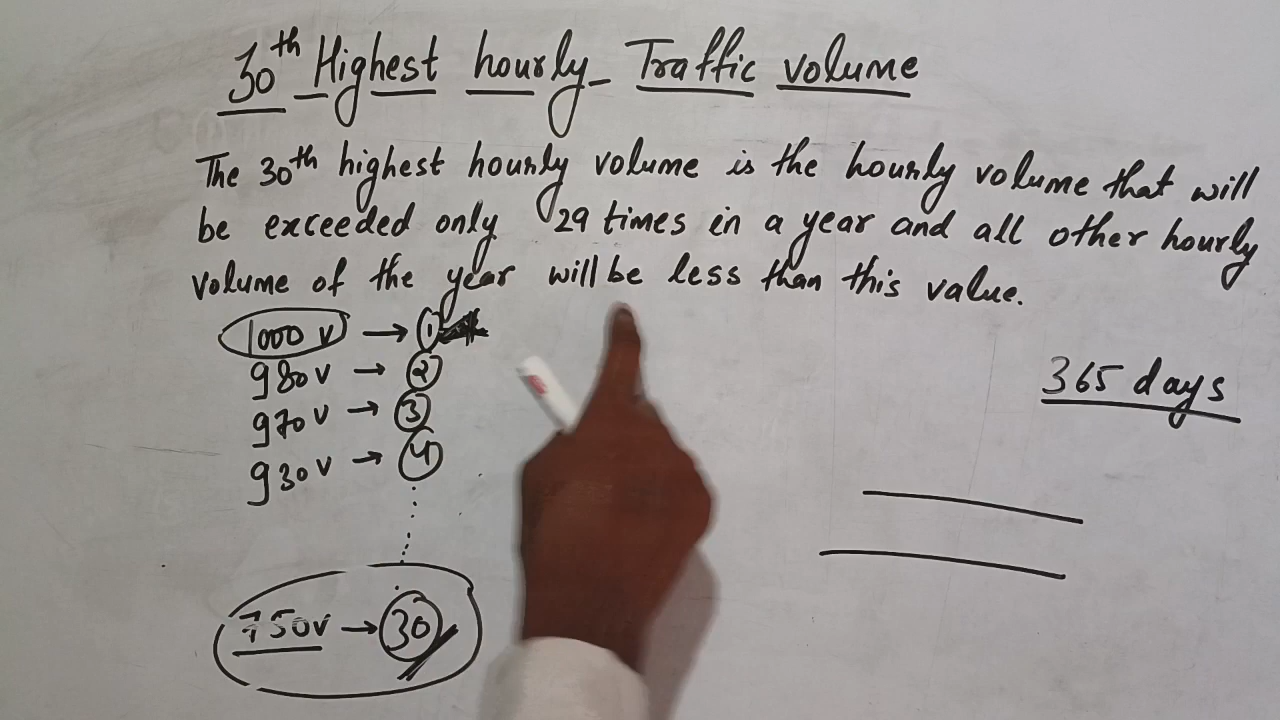 30th Highest hourly Traffic volume
The 30th highest hourly volume is the hourly volume that will
be exceeded only 29 times in a year and all other hourly
volume of the year will be less than this value.
1000 v → 1
980 v → 2
970 v → 3
930 v → 4
365 days
750v → 30